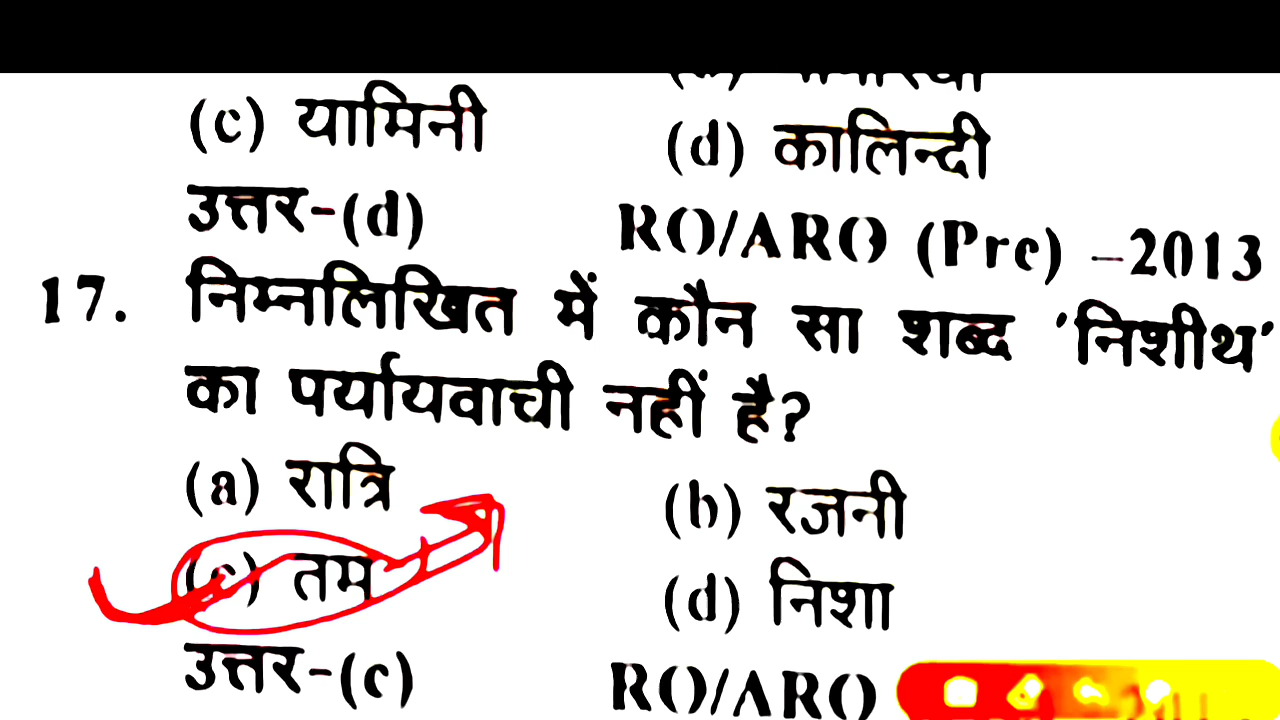 (c) यामिनी
(d) कालिन्दी
उत्तर-(d) RO/ARO (Pre) –2013
17. निम्नलिखित में कौन सा शब्द ‘निशीथ’
का पर्यायवाची नहीं है?
(a) रात्रि
(b) रजनी
(c) तम
(d) निशा
उत्तर-(c) RO/ARO